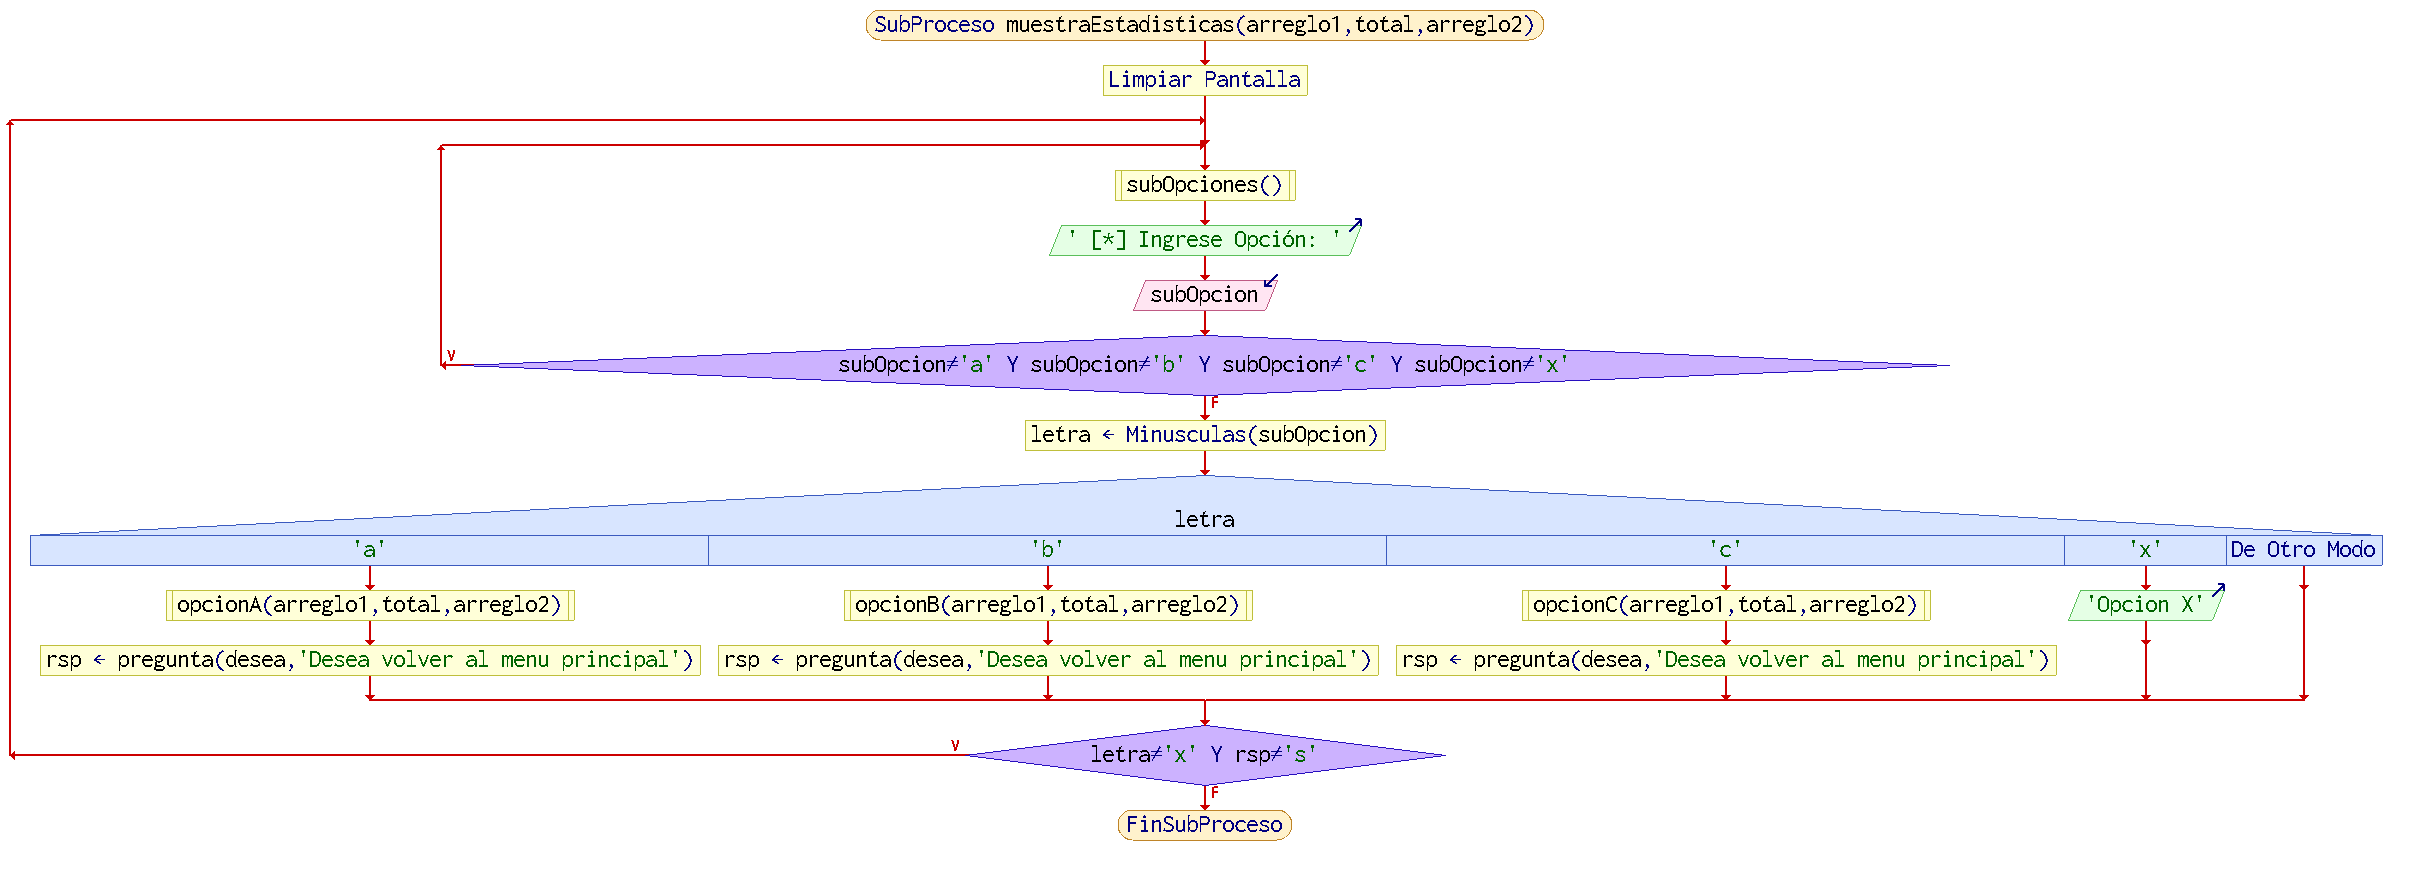 SubProceso muestraEstadisticas(arreglo1,total,arreglo2)
Limpiar Pantalla
subOpciones()
' [*] Ingrese Opción: '
subOpcion
V
subOpcion≠'a' Y subOpcion≠'b' Y subOpcion≠'c' Y subOpcion≠'x'
F
letra ← Minusculas(subOpcion)
letra
'a' 'b' 'c' 'x' De Otro Modo
opcionA(arreglo1,total,arreglo2) opcionB(arreglo1,total,arreglo2) opcionC(arreglo1,total,arreglo2) 'Opcion X'
rsp ← pregunta(desea,'Desea volver al menu principal') rsp ← pregunta(desea,'Desea volver al menu principal') rsp ← pregunta(desea,'Desea volver al menu principal')
V
letra≠'x' Y rsp≠'s'
F
FinSubProceso